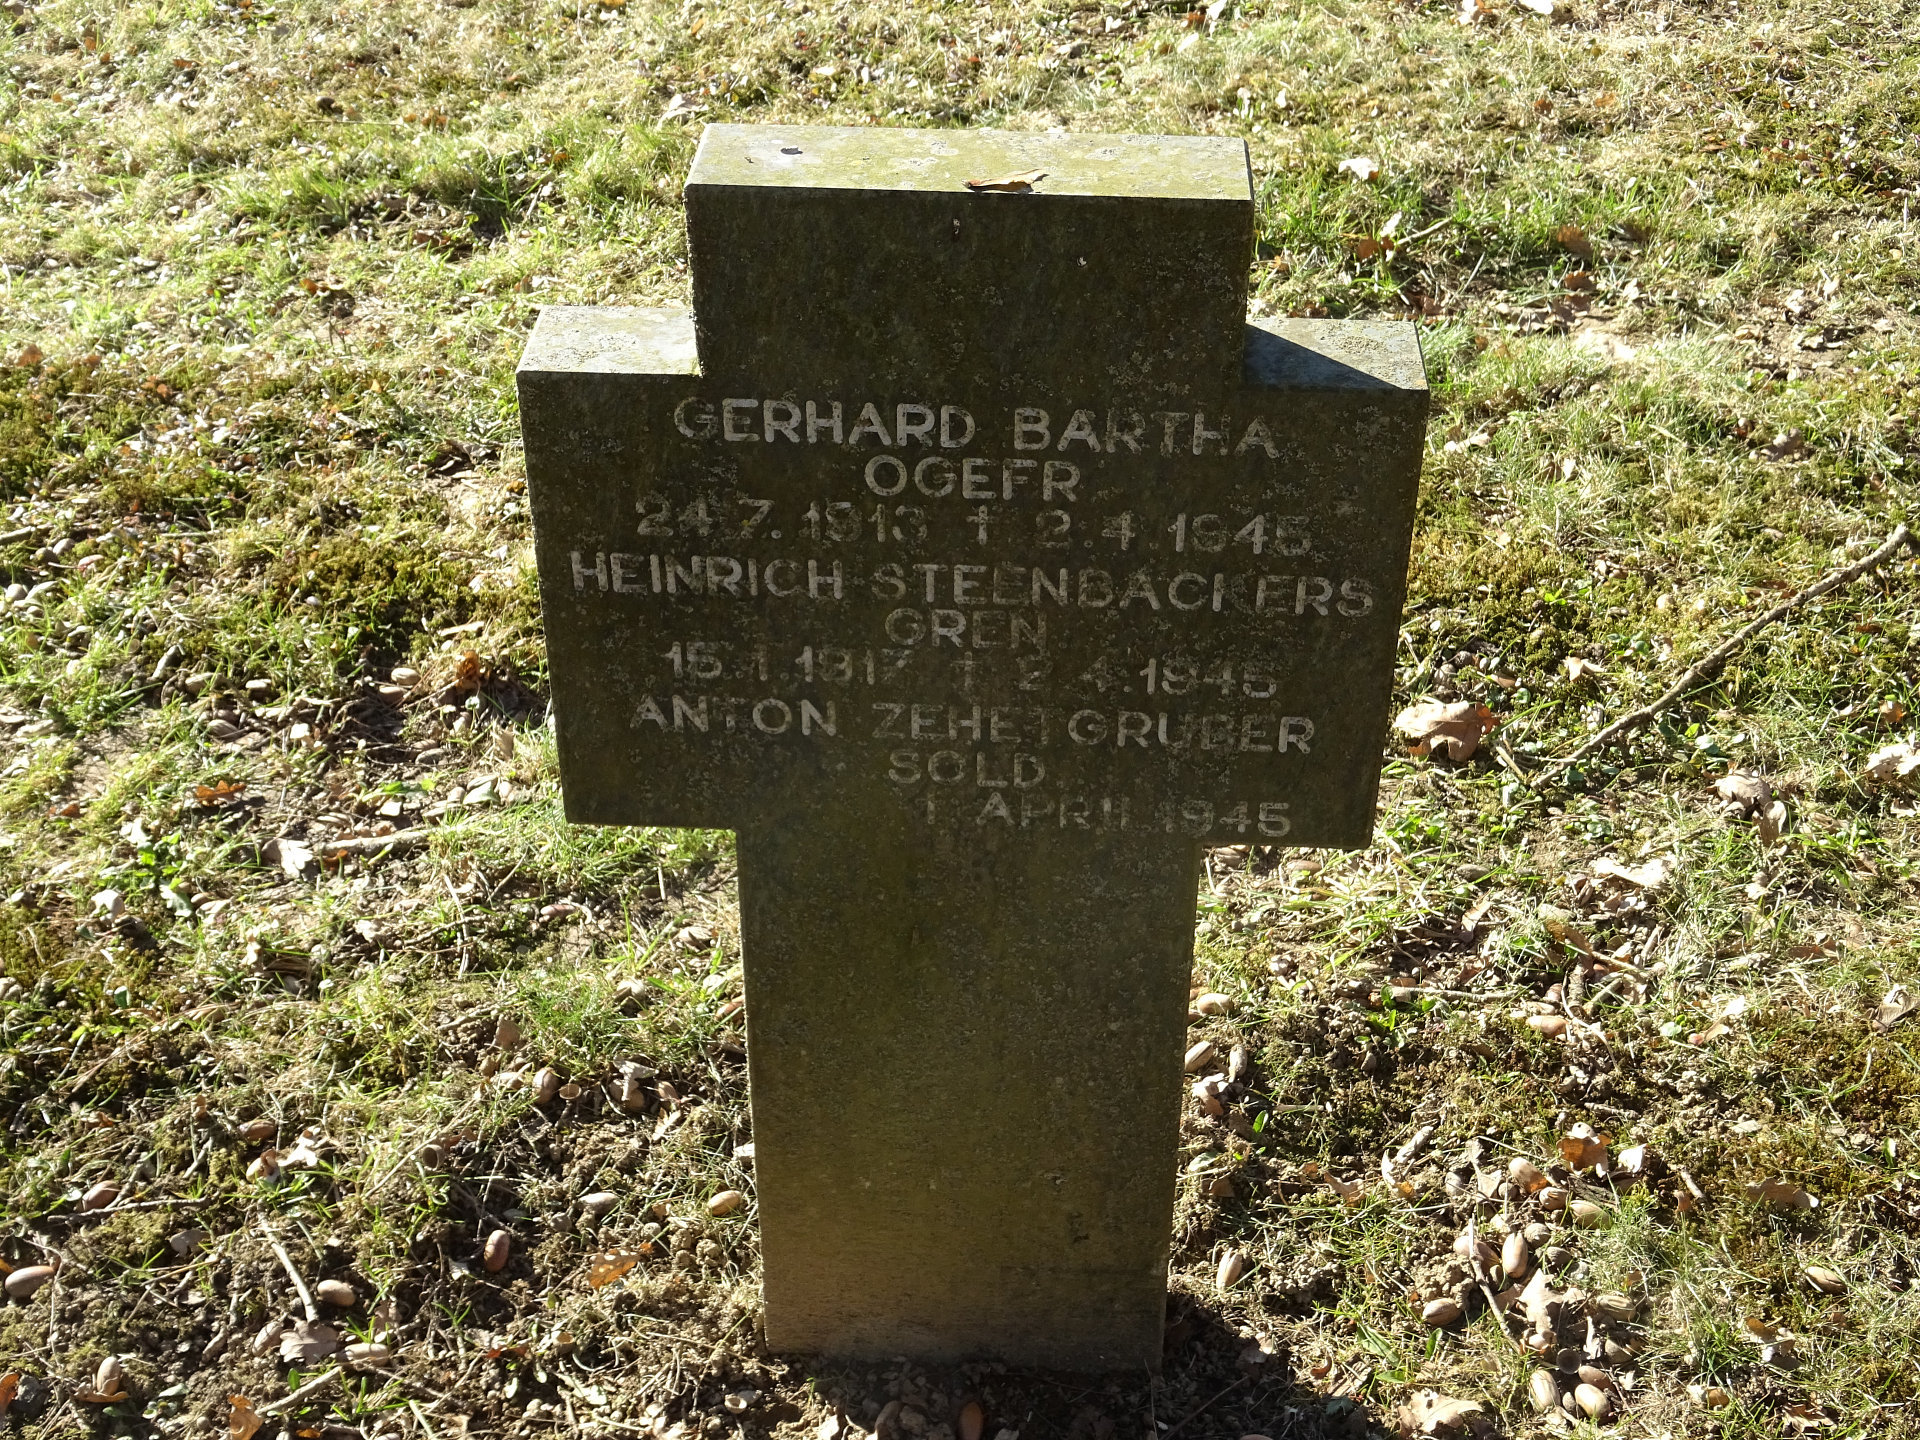 GERHARD BARTHA
OGEFR
24.7.1913 † 2.4.1945
HEINRICH STEENBACKERS
GREN.
15.1.1917 † 2.4.1945
ANTON ZEHETGRUBER
SOLD
† APRIL 1945